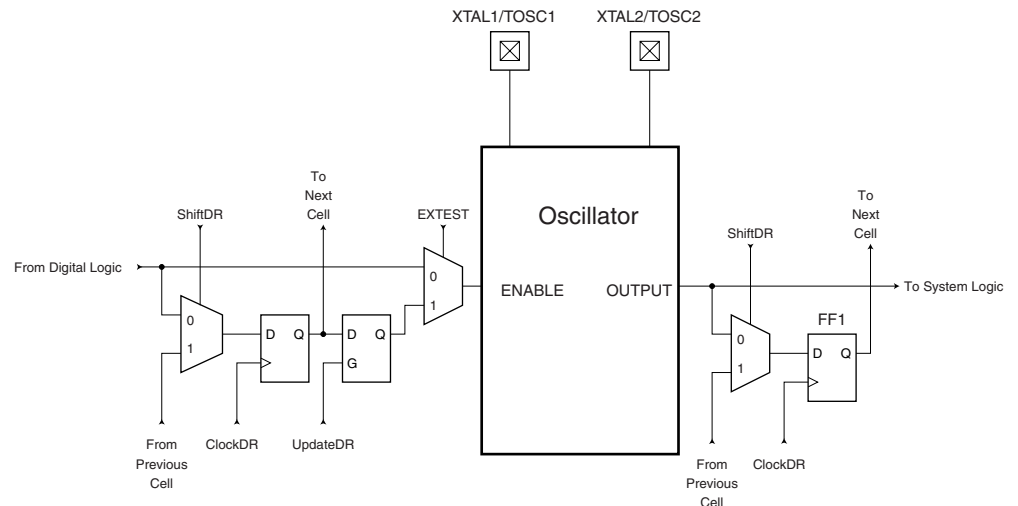 XTAL1/TOSC1
XTAL2/TOSC2
To
Next
Cell
ShiftDR
EXTEST
Oscillator
To
Next
Cell
ShiftDR
From Digital Logic
0
1
ENABLE
OUTPUT
To System Logic
0
1
D
Q
D
Q
G
FF1
0
1
D
Q
From
Previous
Cell
ClockDR
UpdateDR
From
Previous
Cell
ClockDR